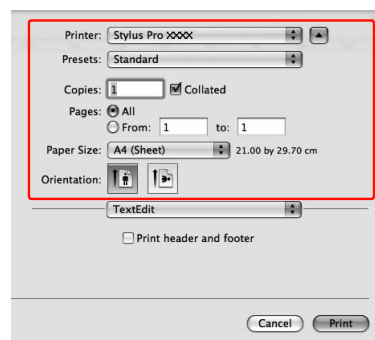 Printer: Stylus Pro XXXX
Presets: Standard
Copies: 1 Collated
Pages: All
From: 1 to: 1
Paper Size: A4 (Sheet) 21.00 by 29.70 cm
Orientation:
TextEdit
Print header and footer
Cancel Print